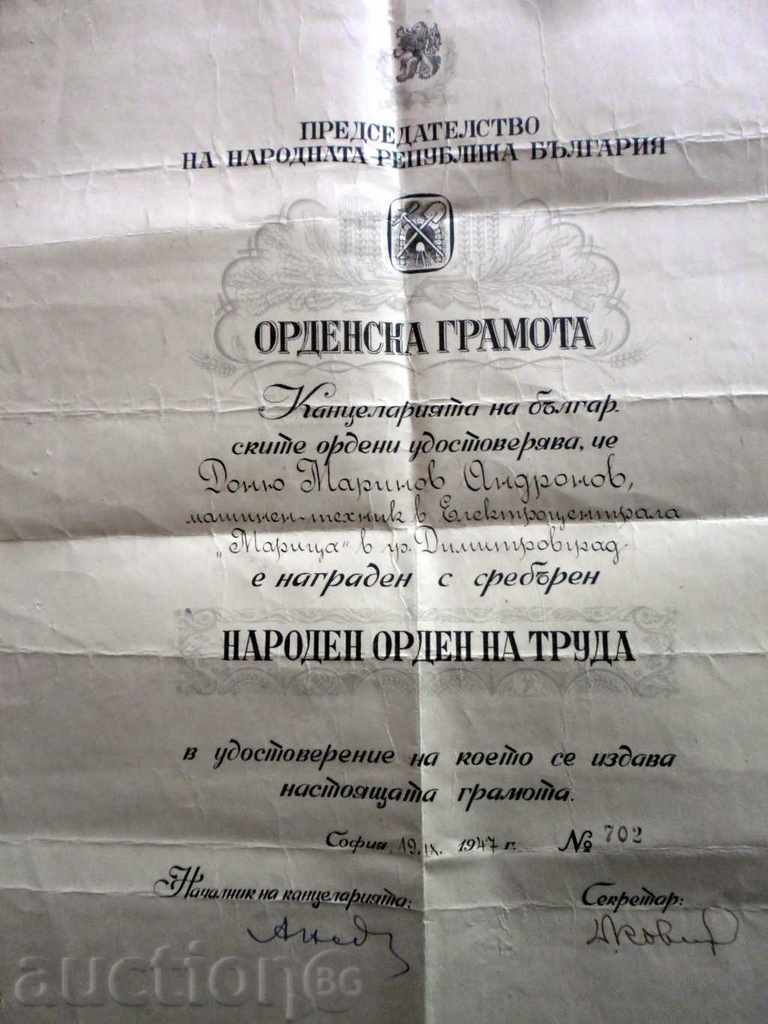 ПРЕДСЕДАТЕЛСТВО
НА НАРОДНАТА РЕПУБЛИКА БЪЛГАРИЯ
ОРДЕНСКА ГРАМОТА
Канцеларията на българ.
ските ордени удостоверява, че
Доню Маринов Андронов,
машинен-техник в Електроцентрала
„Марица" в гр. Димитровград.
е награден с сребърен
НАРОДЕН ОРДЕН НА ТРУДА
в удостоверение на което се издава
настоящата грамота.
София, 19.IX. 1947 г. № 702
Началник на канцеларията: Секретар:
auctionBG